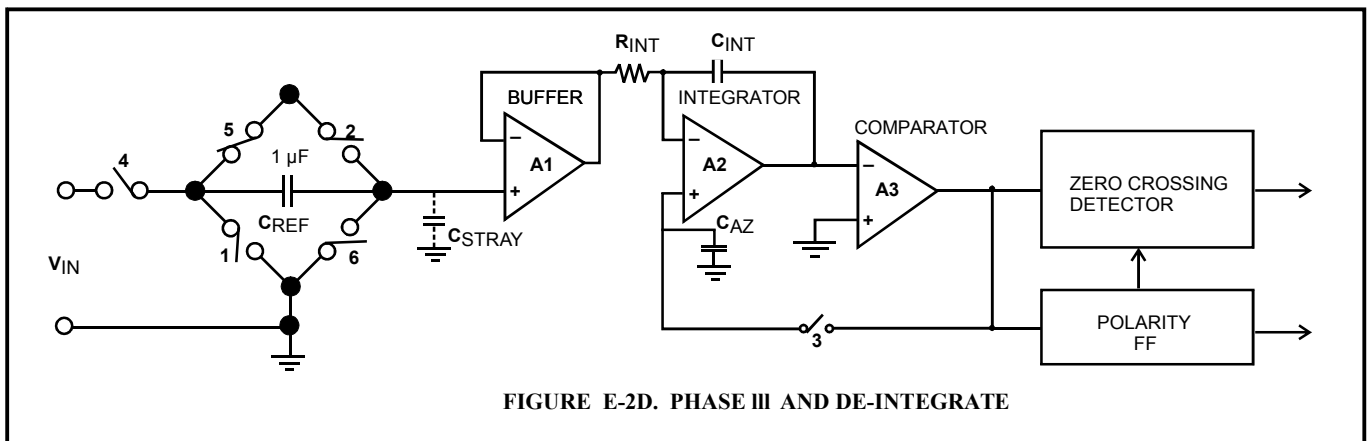 RINT
CINT
BUFFER
INTEGRATOR
COMPARATOR
5
2
4
1 µF
CREF
1
6
VIN
CSTRAY
−
A1
+
−
A2
+
CAZ
−
A3
+
3
ZERO CROSSING
DETECTOR
POLARITY
FF
FIGURE E-2D. PHASE III AND DE-INTEGRATE